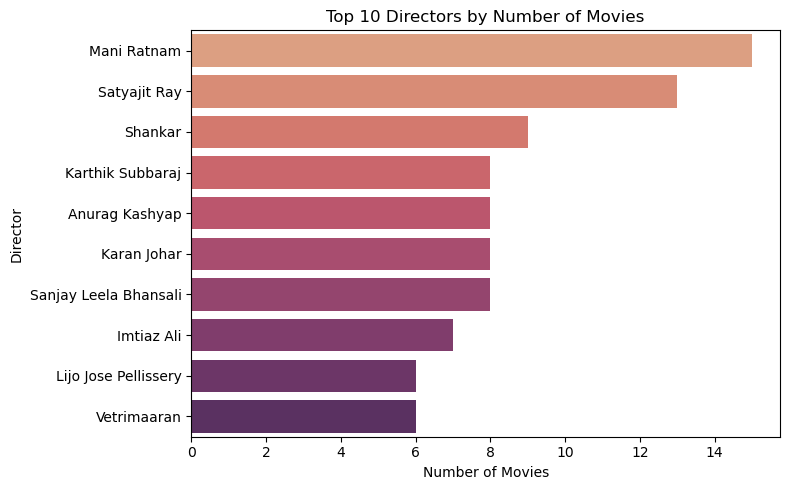 Top 10 Directors by Number of Movies
Director
Mani Ratnam
Satyajit Ray
Shankar
Karthik Subbaraj
Anurag Kashyap
Karan Johar
Sanjay Leela Bhansali
Imtiaz Ali
Lijo Jose Pellissery
Vetrimaaran
0 2 4 6 8 10 12 14
Number of Movies